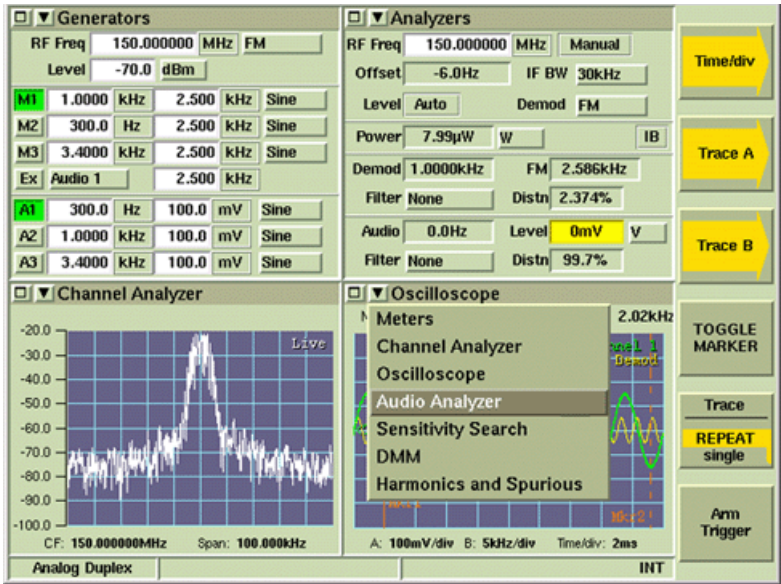 Generators
RF Freq 150.000000 MHz FM
Level -70.0 dBm
M1 1.0000 kHz 2.500 kHz Sine
M2 300.0 Hz 2.500 kHz Sine
M3 3.4000 kHz 2.500 kHz Sine
Ex Audio 1 2.500 kHz
A1 300.0 Hz 100.0 mV Sine
A2 1.0000 kHz 100.0 mV Sine
A3 3.4000 kHz 100.0 mV Sine
Analyzers
RF Freq 150.000000 MHz Manual
Offset -6.0Hz IF BW 30kHz
Level Auto Demod FM
Power 7.99µW W IB
Demod 1.0000kHz FM 2.586kHz
Filter None Distn 2.374%
Audio 0.0Hz Level 0mV V
Filter None Distn 99.7%
Channel Analyzer
Live
-20.0
-30.0
-40.0
-50.0
-60.0
-70.0
-80.0
-90.0
-100.0
CF: 150.000000MHz Span: 100.000kHz
Oscilloscope
2.02kHz
Demod
Meters
Channel Analyzer
Oscilloscope
Audio Analyzer
Sensitivity Search
DMM
Harmonics and Spurious
Mkr2
A: 100mV/div B: 5kHz/div Time/div: 2ms
Analog Duplex
INT
Time/div
Trace A
Trace B
TOGGLE
MARKER
Trace
REPEAT
single
Arm
Trigger